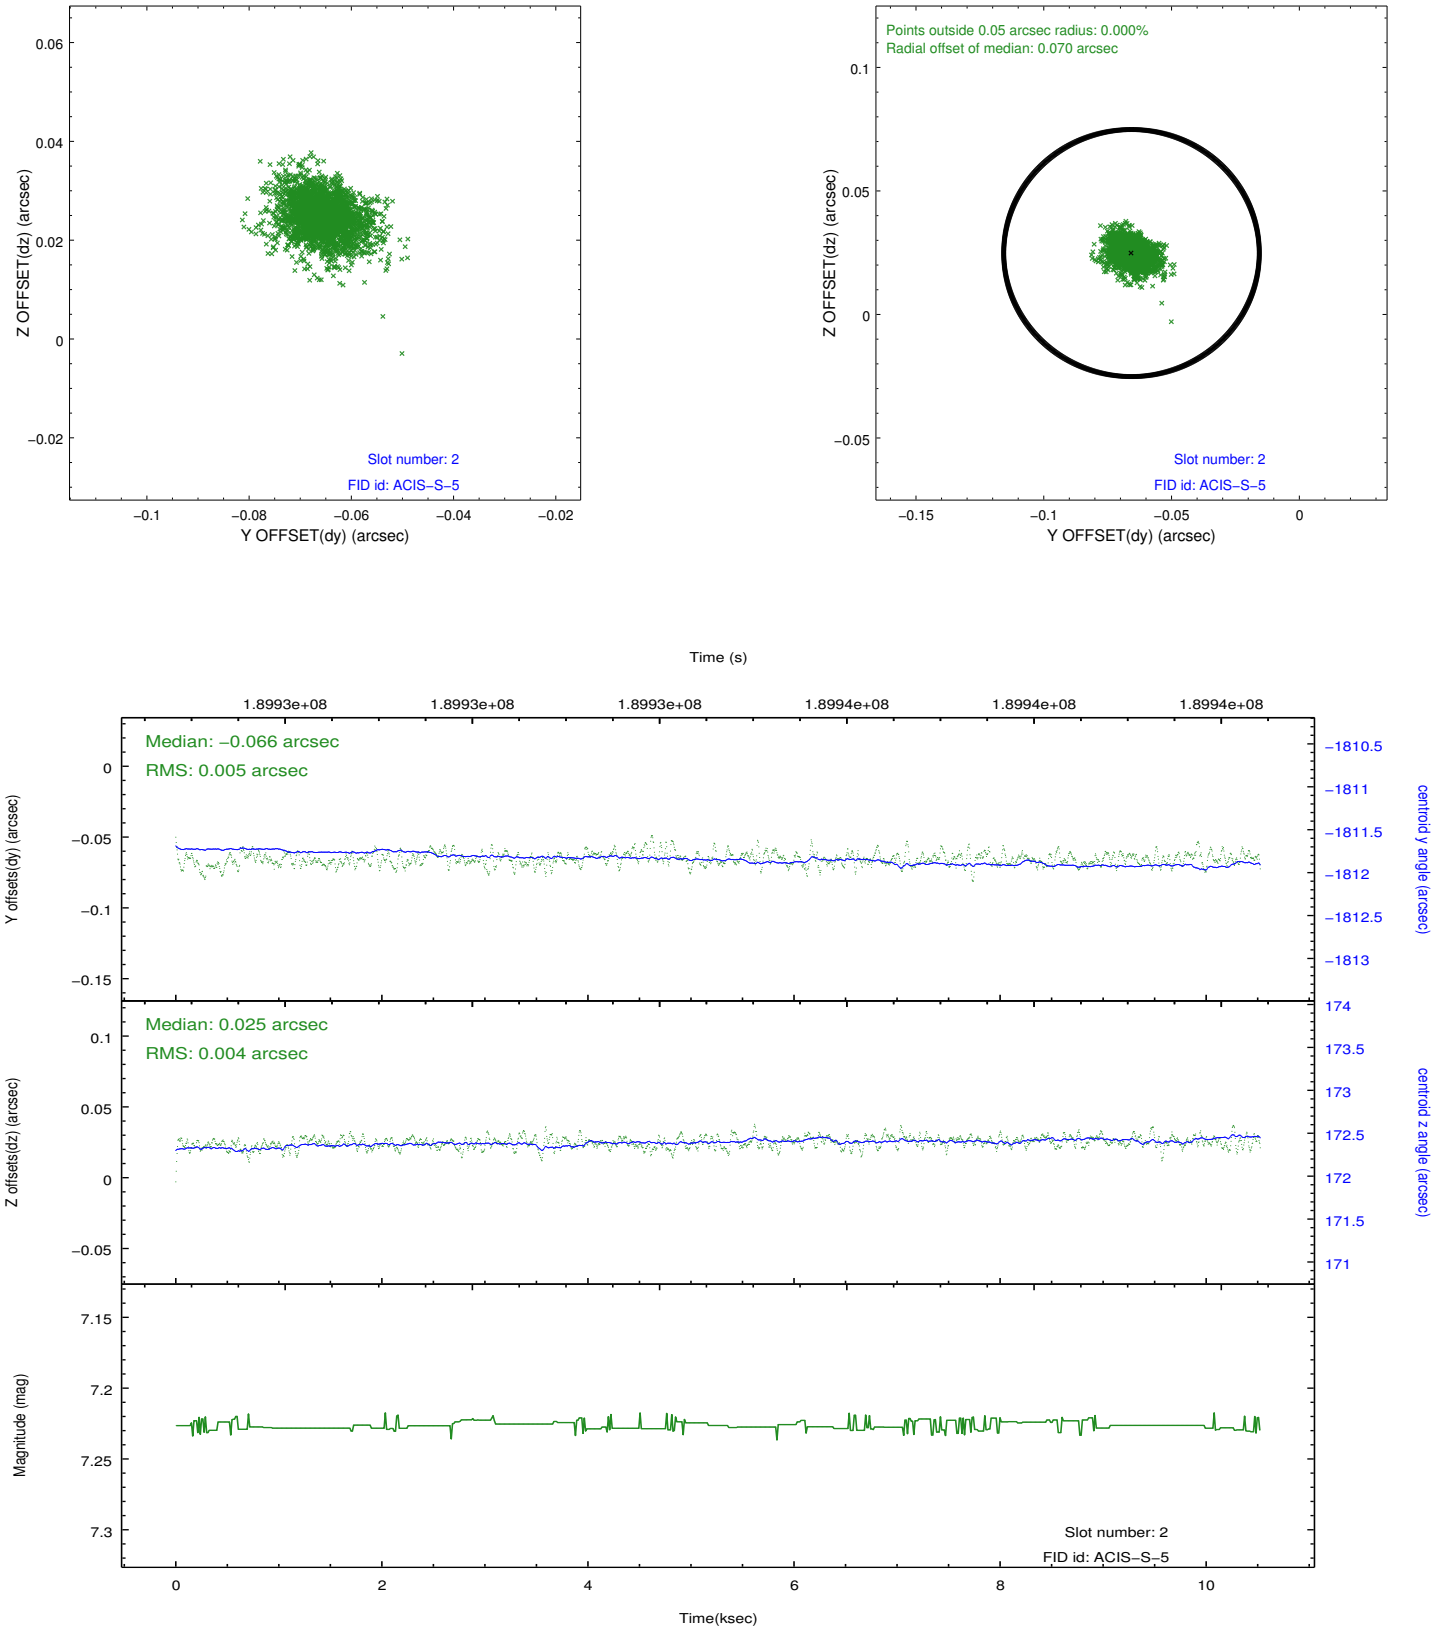 0.06
0.04
0.02
0
−0.02
Z OFFSET(dz) (arcsec)
Slot number: 2
FID id: ACIS−S−5
−0.1 −0.08 −0.06 −0.04 −0.02
Y OFFSET(dy) (arcsec)
Points outside 0.05 arcsec radius: 0.000%
Radial offset of median: 0.070 arcsec
0.1
0.05
0
−0.05
Z OFFSET(dz) (arcsec)
Slot number: 2
FID id: ACIS−S−5
−0.15 −0.1 −0.05 0
Y OFFSET(dy) (arcsec)
Time (s)
1.8993e+08 1.8993e+08 1.8993e+08 1.8994e+08 1.8994e+08 1.8994e+08
Median: −0.066 arcsec
RMS: 0.005 arcsec
0
−0.05
−0.1
−0.15
Y offsets(dy) (arcsec)
−1810.5
−1811
−1811.5
−1812
−1812.5
−1813
centroid y angle (arcsec)
Median: 0.025 arcsec
RMS: 0.004 arcsec
0.1
0.05
0
−0.05
Z offsets(dz) (arcsec)
174
173.5
173
172.5
172
171.5
171
centroid z angle (arcsec)
7.15
7.2
7.25
7.3
Magnitude (mag)
Slot number: 2
FID id: ACIS−S−5
0 2 4 6 8 10
Time(ksec)